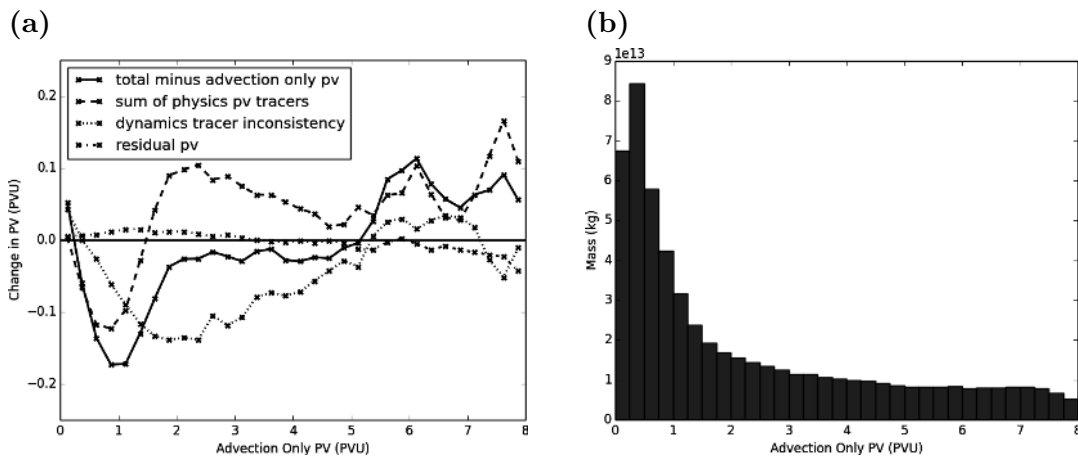 (a)
(b)
total minus advection only pv
sum of physics pv tracers
dynamics tracer inconsistency
residual pv
0.2
0.1
0.0
−0.1
−0.2
Change in PV (PVU)
0 1 2 3 4 5 6 7 8
Advection Only PV (PVU)
1e13
9
8
7
6
5
4
3
2
1
0
Mass (kg)
0 1 2 3 4 5 6 7 8
Advection Only PV (PVU)